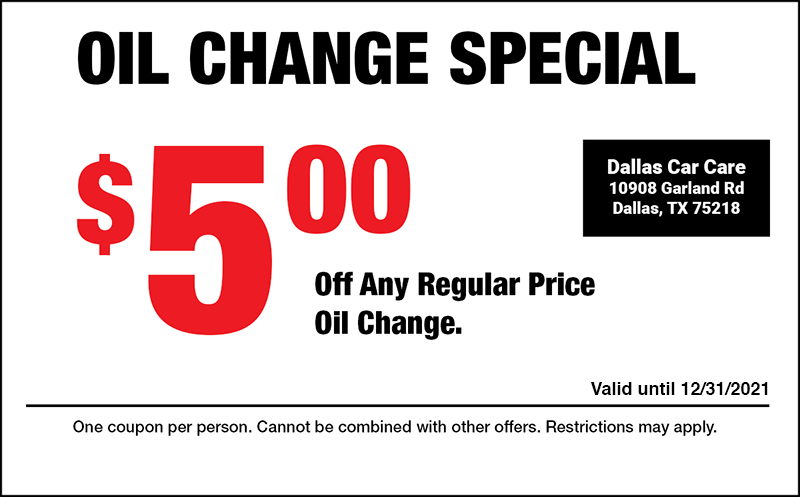 OIL CHANGE SPECIAL
$5.00
Dallas Car Care
10908 Garland Rd
Dallas, TX 75218
Off Any Regular Price
Oil Change.
Valid until 12/31/2021
One coupon per person. Cannot be combined with other offers. Restrictions may apply.